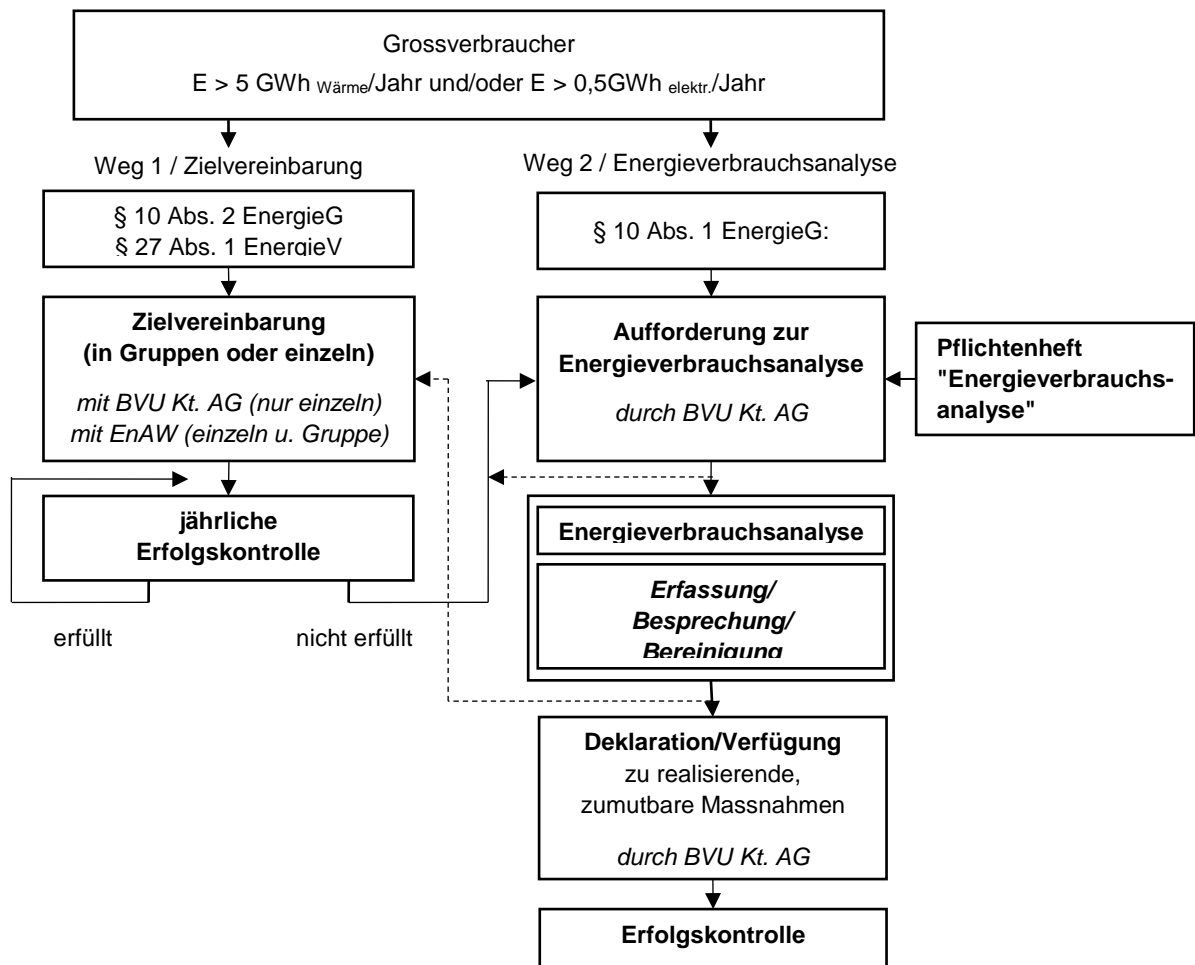 Grossverbraucher
E > 5 GWh Wärme/Jahr und/oder E > 0,5GWh elektr./Jahr
Weg 1 / Zielvereinbarung
§ 10 Abs. 2 EnergieG
§ 27 Abs. 1 EnergieV
Zielvereinbarung
(in Gruppen oder einzeln)
mit BVU Kt. AG (nur einzeln)
mit EnAW (einzeln u. Gruppe)
jährliche
Erfolgskontrolle
erfüllt
nicht erfüllt
Weg 2 / Energieverbrauchsanalyse
§ 10 Abs. 1 EnergieG:
Aufforderung zur
Energieverbrauchsanalyse
durch BVU Kt. AG
Pflichtenheft
"Energieverbrauchs-
analyse"
Energieverbrauchsanalyse
Erfassung/
Besprechung/
Bereinigung
Deklaration/Verfügung
zu realisierende,
zumutbare Massnahmen
durch BVU Kt. AG
Erfolgskontrolle